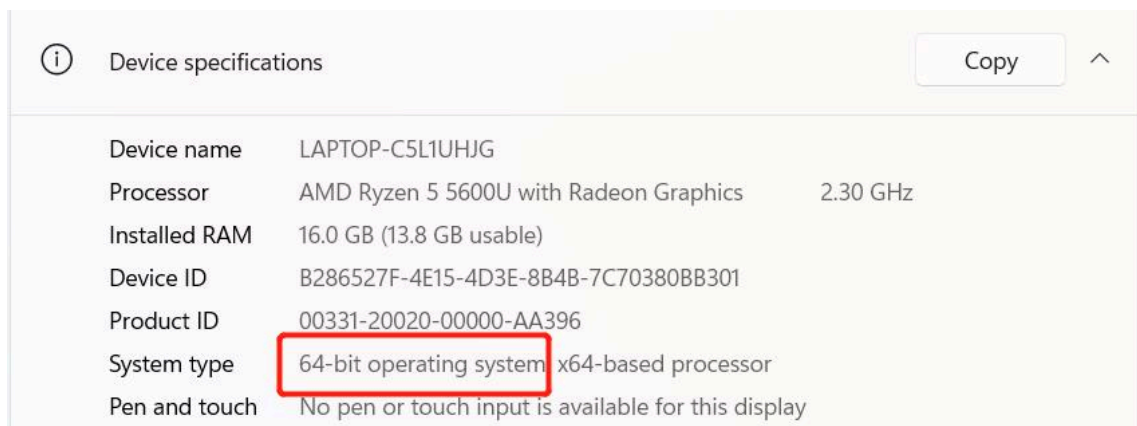 Device specifications Copy
Device name LAPTOP-C5L1UHJG
Processor AMD Ryzen 5 5600U with Radeon Graphics 2.30 GHz
Installed RAM 16.0 GB (13.8 GB usable)
Device ID B286527F-4E15-4D3E-8B4B-7C70380BB301
Product ID 00331-20020-00000-AA396
System type 64-bit operating system, x64-based processor
Pen and touch No pen or touch input is available for this display